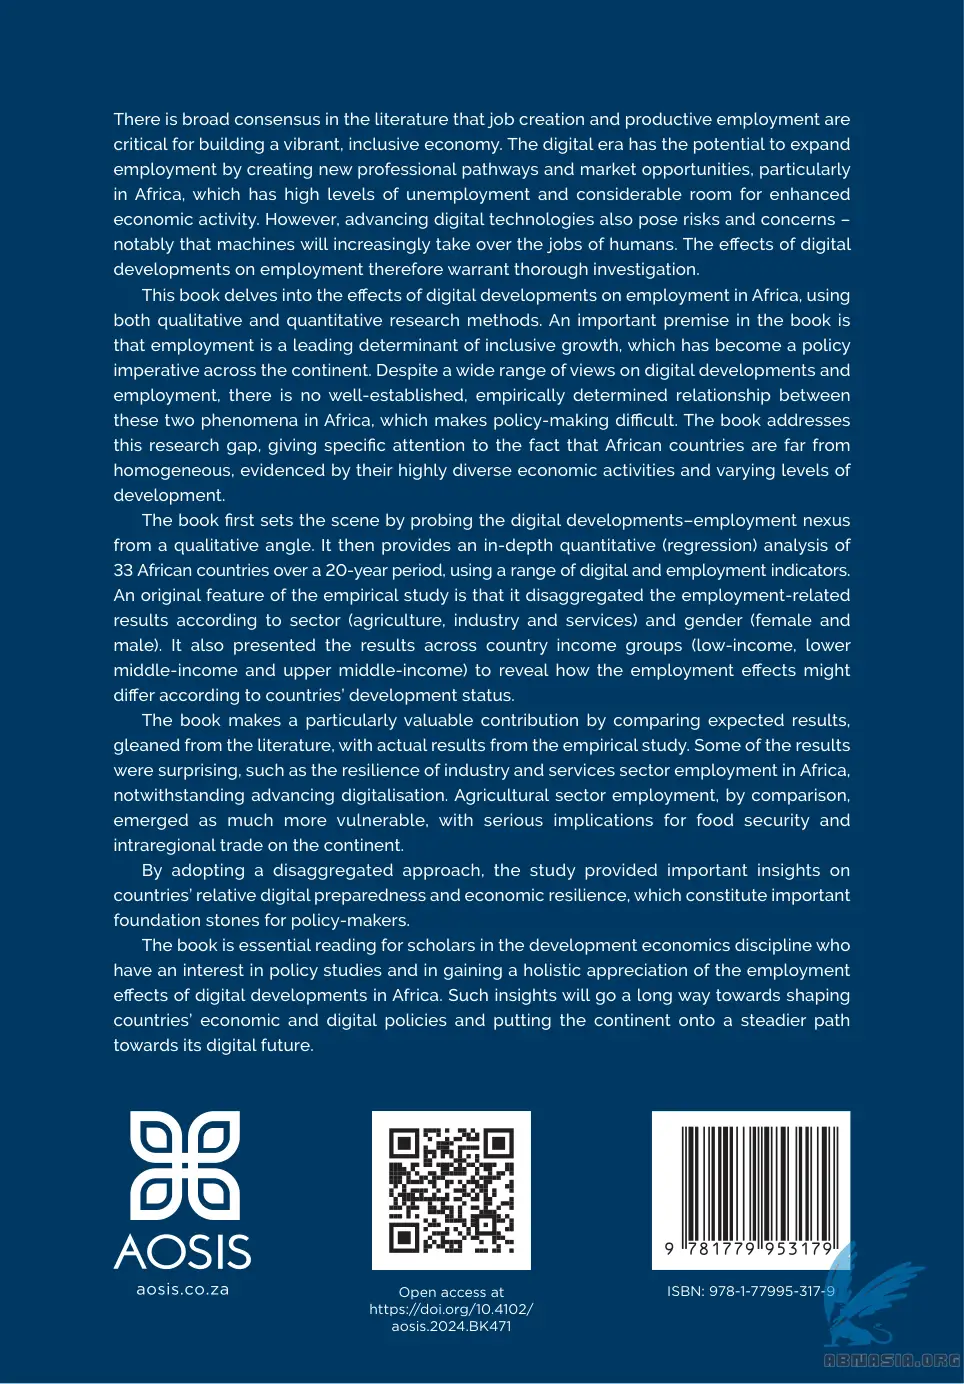 There is broad consensus in the literature that job creation and productive employment are
critical for building a vibrant, inclusive economy. The digital era has the potential to expand
employment by creating new professional pathways and market opportunities, particularly
in Africa, which has high levels of unemployment and considerable room for enhanced
economic activity. However, advancing digital technologies also pose risks and concerns –
notably that machines will increasingly take over the jobs of humans. The effects of digital
developments on employment therefore warrant thorough investigation.
This book delves into the effects of digital developments on employment in Africa, using
both qualitative and quantitative research methods. An important premise in the book is
that employment is a leading determinant of inclusive growth, which has become a policy
imperative across the continent. Despite a wide range of views on digital developments and
employment, there is no well-established, empirically determined relationship between
these two phenomena in Africa, which makes policy-making difficult. The book addresses
this research gap, giving specific attention to the fact that African countries are far from
homogeneous, evidenced by their highly diverse economic activities and varying levels of
development.
The book first sets the scene by probing the digital developments–employment nexus
from a qualitative angle. It then provides an in-depth quantitative (regression) analysis of
33 African countries over a 20-year period, using a range of digital and employment indicators.
An original feature of the empirical study is that it disaggregated the employment-related
results according to sector (agriculture, industry and services) and gender (female and
male). It also presented the results across country income groups (low-income, lower
middle-income and upper middle-income) to reveal how the employment effects might
differ according to countries’ development status.
The book makes a particularly valuable contribution by comparing expected results,
gleaned from the literature, with actual results from the empirical study. Some of the results
were surprising, such as the resilience of industry and services sector employment in Africa,
notwithstanding advancing digitalisation. Agricultural sector employment, by comparison,
emerged as much more vulnerable, with serious implications for food security and
intraregional trade on the continent.
By adopting a disaggregated approach, the study provided important insights on
countries’ relative digital preparedness and economic resilience, which constitute important
foundation stones for policy-makers.
The book is essential reading for scholars in the development economics discipline who
have an interest in policy studies and in gaining a holistic appreciation of the employment
effects of digital developments in Africa. Such insights will go a long way towards shaping
countries’ economic and digital policies and putting the continent onto a steadier path
towards its digital future.
AOSIS
aosis.co.za
Open access at
https://doi.org/10.4102/
aosis.2024.BK471
9 781779 953179
ISBN: 978-1-77995-317-9
ABNASIA.ORG